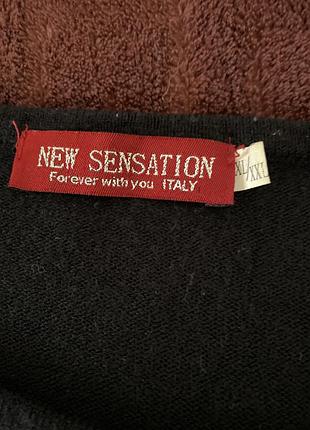 NEW SENSATION
Forever with you ITALY
XL/XXL